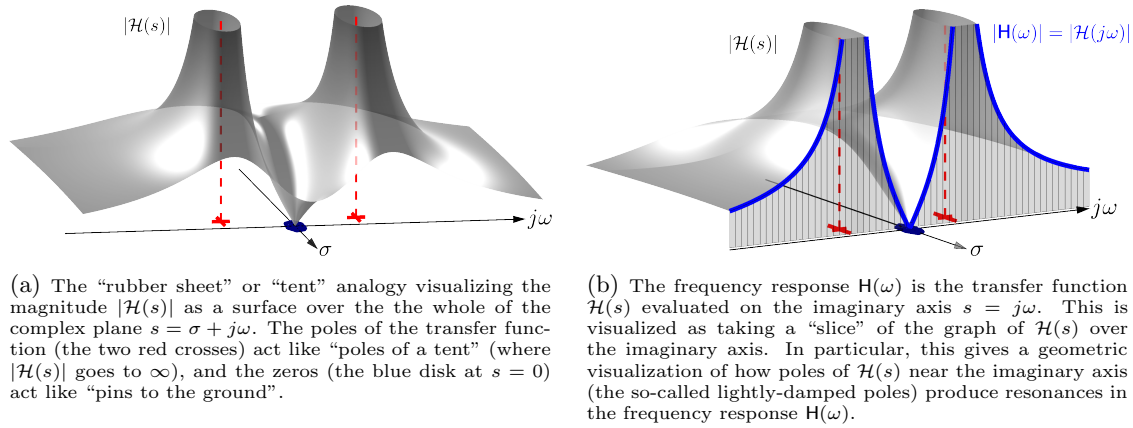 |ℋ(s)|
jω
σ
(a) The “rubber sheet” or “tent” analogy visualizing the
magnitude |ℋ(s)| as a surface over the the whole of the
complex plane s = σ + jω. The poles of the transfer func-
tion (the two red crosses) act like “poles of a tent” (where
|ℋ(s)| goes to ∞), and the zeros (the blue disk at s = 0)
act like “pins to the ground”.
|ℋ(s)|
|H(ω)| = |ℋ(jω)|
jω
σ
(b) The frequency response H(ω) is the transfer function
ℋ(s) evaluated on the imaginary axis s = jω. This is
visualized as taking a “slice” of the graph of ℋ(s) over
the imaginary axis. In particular, this gives a geometric
visualization of how poles of ℋ(s) near the imaginary axis
(the so-called lightly-damped poles) produce resonances in
the frequency response H(ω).